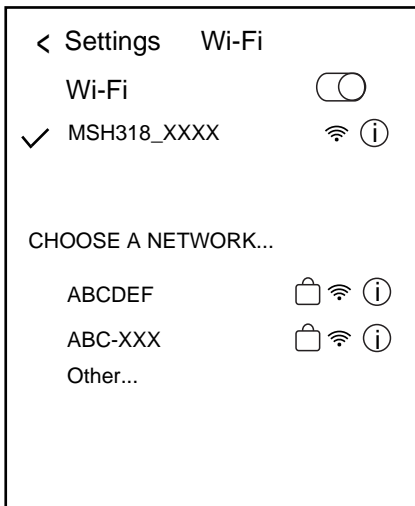 < Settings Wi-Fi
Wi-Fi
MSH318_XXXX
CHOOSE A NETWORK...
ABCDEF
ABC-XXX
Other...